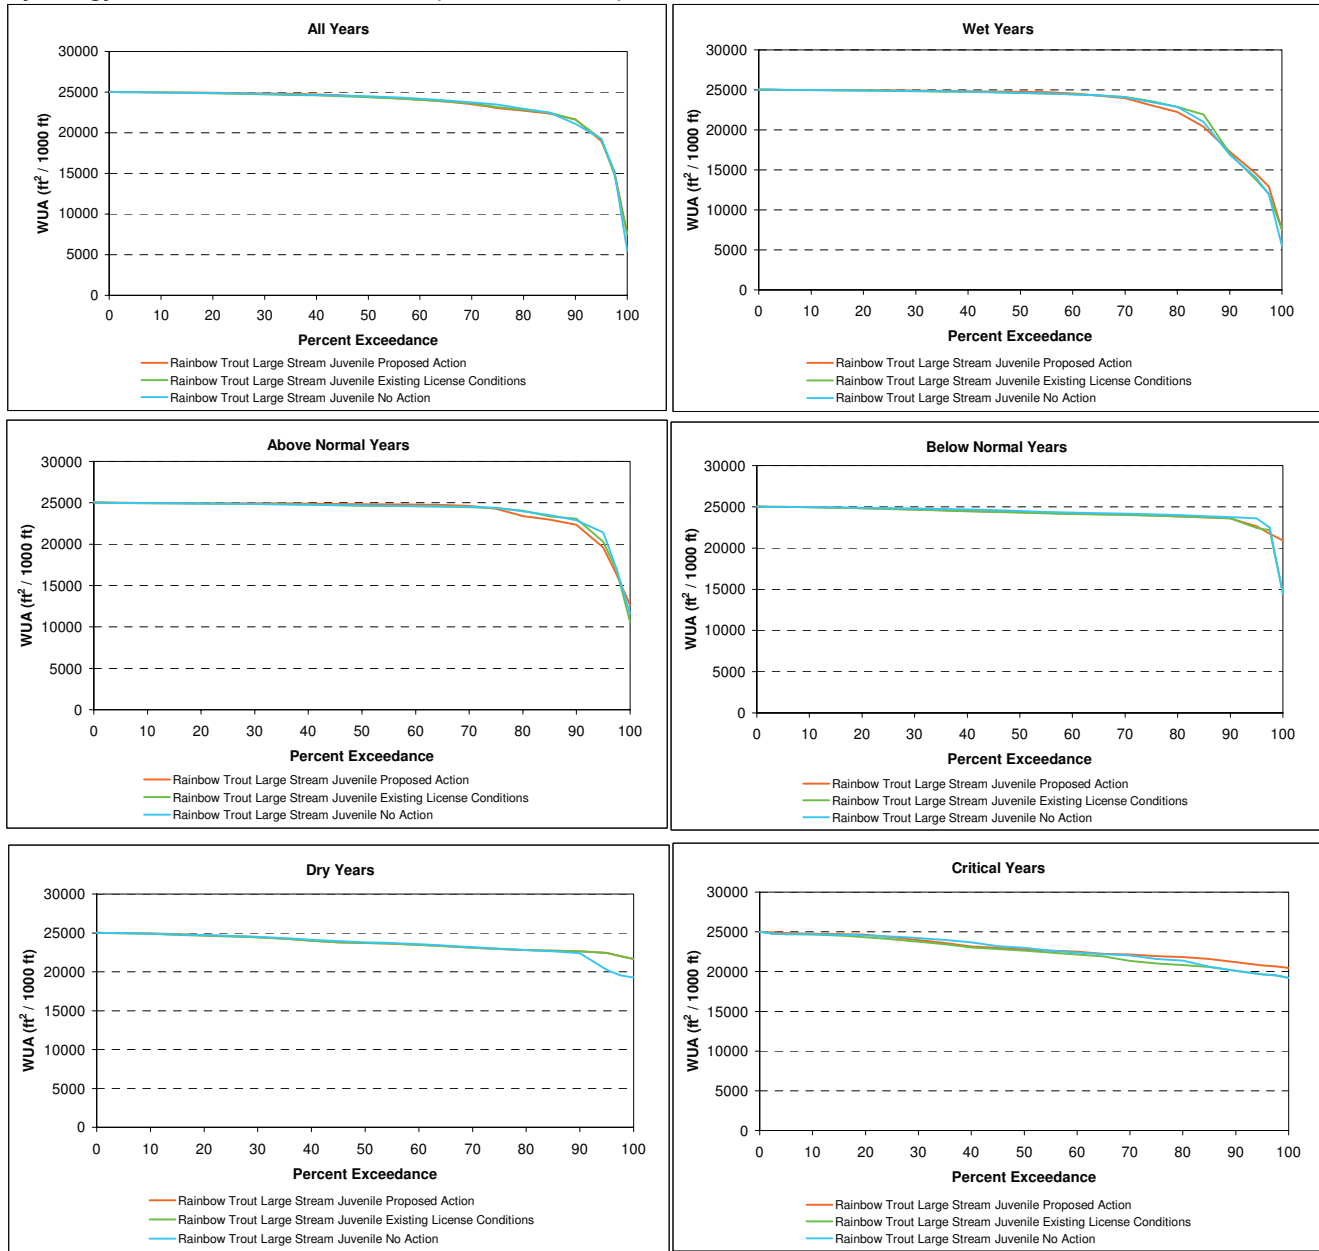 All Years
30000
25000
20000
15000
10000
5000
0
WUA (ft² / 1000 ft)
0 10 20 30 40 50 60 70 80 90 100
Percent Exceedance
Rainbow Trout Large Stream Juvenile Proposed Action
Rainbow Trout Large Stream Juvenile Existing License Conditions
Rainbow Trout Large Stream Juvenile No Action
Wet Years
30000
25000
20000
15000
10000
5000
0
WUA (ft² / 1000 ft)
0 10 20 30 40 50 60 70 80 90 100
Percent Exceedance
Rainbow Trout Large Stream Juvenile Proposed Action
Rainbow Trout Large Stream Juvenile Existing License Conditions
Rainbow Trout Large Stream Juvenile No Action
Above Normal Years
30000
25000
20000
15000
10000
5000
0
WUA (ft² / 1000 ft)
0 10 20 30 40 50 60 70 80 90 100
Percent Exceedance
Rainbow Trout Large Stream Juvenile Proposed Action
Rainbow Trout Large Stream Juvenile Existing License Conditions
Rainbow Trout Large Stream Juvenile No Action
Below Normal Years
30000
25000
20000
15000
10000
5000
0
WUA (ft² / 1000 ft)
0 10 20 30 40 50 60 70 80 90 100
Percent Exceedance
Rainbow Trout Large Stream Juvenile Proposed Action
Rainbow Trout Large Stream Juvenile Existing License Conditions
Rainbow Trout Large Stream Juvenile No Action
Dry Years
30000
25000
20000
15000
10000
5000
0
WUA (ft² / 1000 ft)
0 10 20 30 40 50 60 70 80 90 100
Percent Exceedance
Rainbow Trout Large Stream Juvenile Proposed Action
Rainbow Trout Large Stream Juvenile Existing License Conditions
Rainbow Trout Large Stream Juvenile No Action
Critical Years
30000
25000
20000
15000
10000
5000
0
WUA (ft² / 1000 ft)
0 10 20 30 40 50 60 70 80 90 100
Percent Exceedance
Rainbow Trout Large Stream Juvenile Proposed Action
Rainbow Trout Large Stream Juvenile Existing License Conditions
Rainbow Trout Large Stream Juvenile No Action